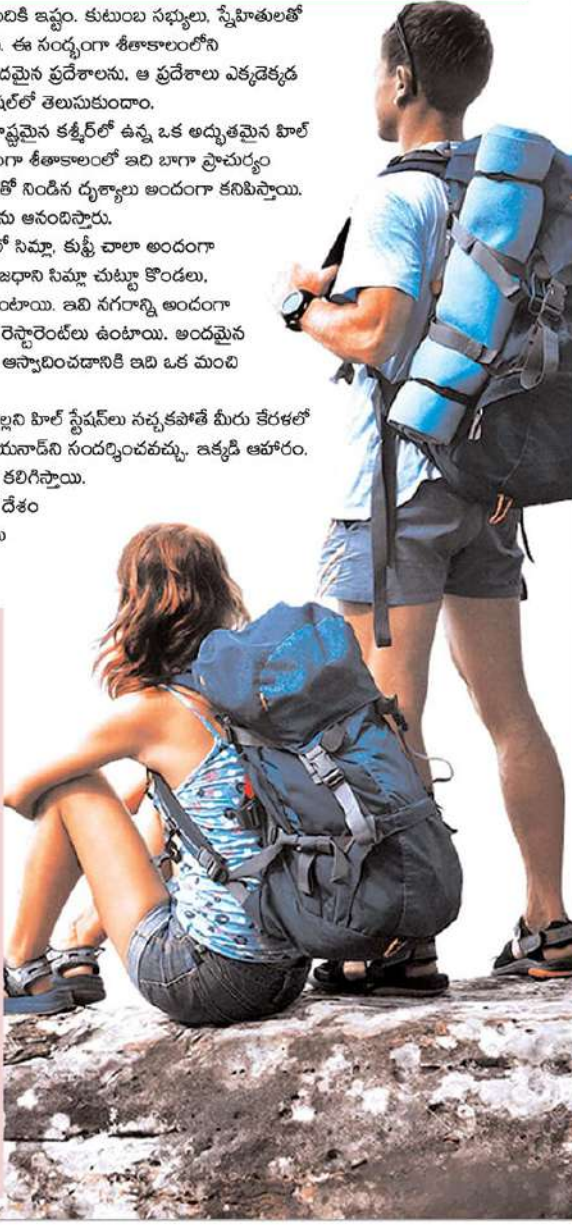 దికి ఇష్టం. కుటుంబ సభ్యులు, స్నేహితులతో
. ఈ సంద్భంగా శీతాకాలంలోని
దమైన ప్రదేశాలను, ఆ ప్రదేశాలు ఎక్కడెక్కడ
షల్‌లో తెలుసుకుందాం.
ష్ట్రమైన కశ్మీర్‌లో ఉన్న ఒక అద్భుతమైన హిల్
ంగా శీతాకాలంలో ఇది బాగా ప్రాచుర్యం
తో నిండిన దృశ్యాలు అందంగా కనిపిస్తాయి.
ను ఆనందిస్తారు.
లో సిమ్లా, కుఫ్రీ చాలా అందంగా
జధాని సిమ్లా చుట్టూ కొండలు,
ంటాయి. ఇవి నగరాన్ని అందంగా
రెస్టారెంట్‌లు ఉంటాయి. అందమైన
ఆస్వాదించడానికి ఇది ఒక మంచి
ల్లని హిల్ స్టేషన్‌లు నచ్చకపోతే మీరు కేరళలో
యనాడ్‌ని సందర్శించవచ్చు. ఇక్కడి ఆహారం,
కలిగిస్తాయి.
దేశం